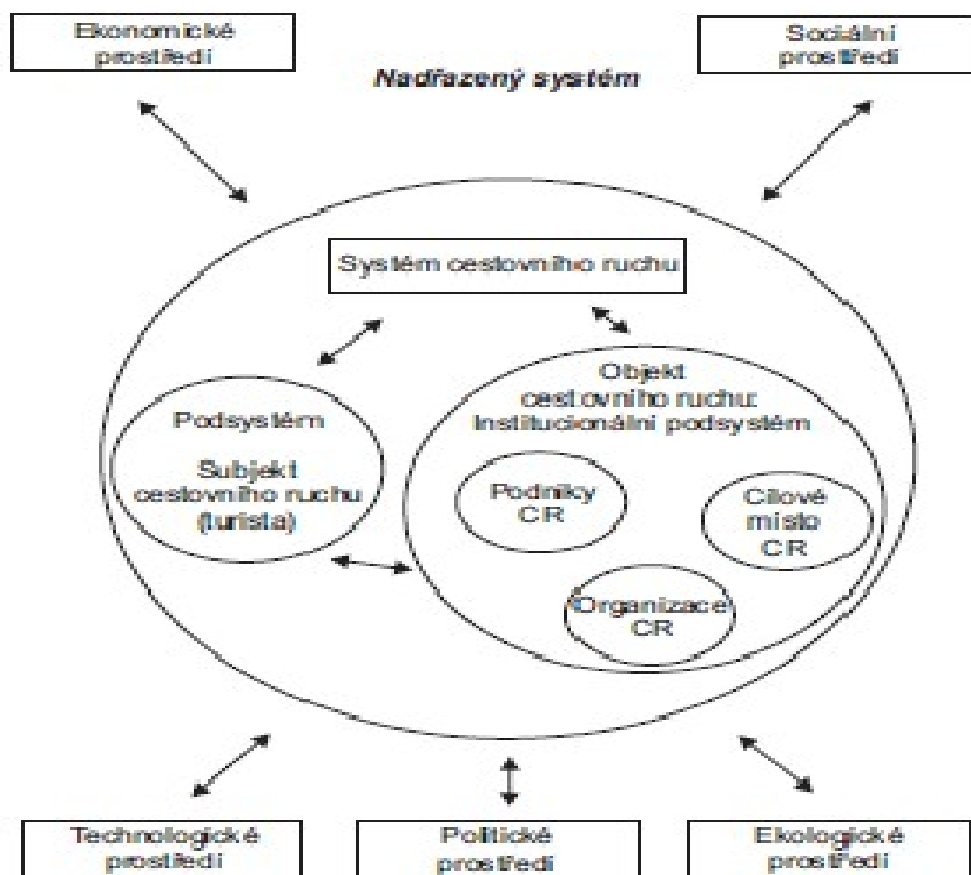 Ekonomické
prostředí
Sociální
prostředí
Nadřazený systém
Systém cestovního ruchu
Podsystém
Subjekt
cestovního ruchu
(turista)
Objekt
cestovního ruchu:
Institucionální podsystém
Podniky
CR
Cílové
místo
CR
Organizace
CR
Technologické
prostředí
Politické
prostředí
Ekologické
prostředí